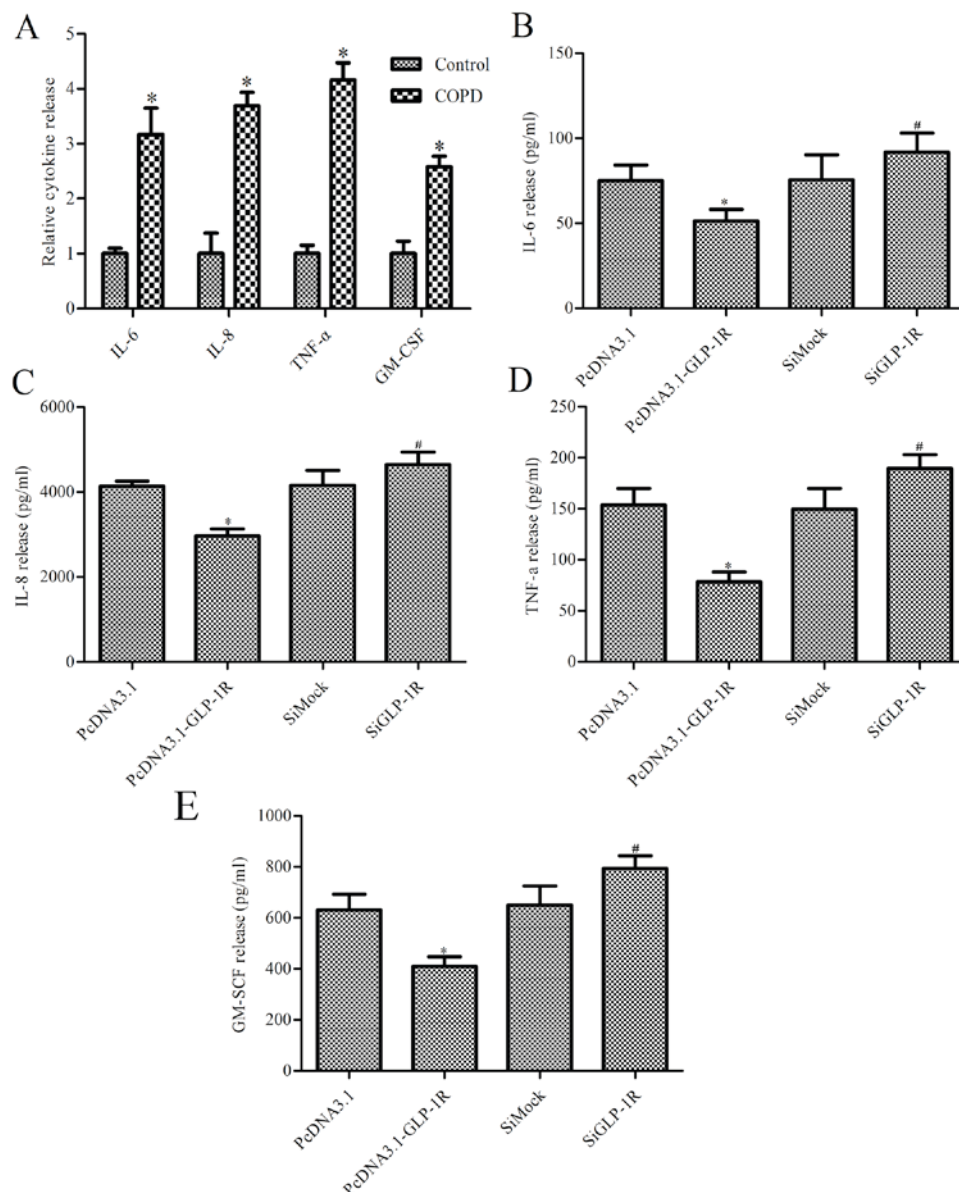 A
Relative cytokine release
5
4
3
2
1
0
*
*
*
*
Control
COPD
IL-6
IL-8
TNF-α
GM-CSF
B
IL-6 release (pg/ml)
150
100
50
0
*
#
PcDNA3.1
PcDNA3.1-GLP-1R
SiMock
SiGLP-1R
C
IL-8 release (pg/ml)
6000
4000
2000
0
*
#
PcDNA3.1
PcDNA3.1-GLP-1R
SiMock
SiGLP-1R
D
TNF-a release (pg/ml)
250
200
150
100
50
0
*
#
PcDNA3.1
PcDNA3.1-GLP-1R
SiMock
SiGLP-1R
E
GM-SCF release (pg/ml)
1000
800
600
400
200
0
*
#
PcDNA3.1
PcDNA3.1-GLP-1R
SiMock
SiGLP-1R